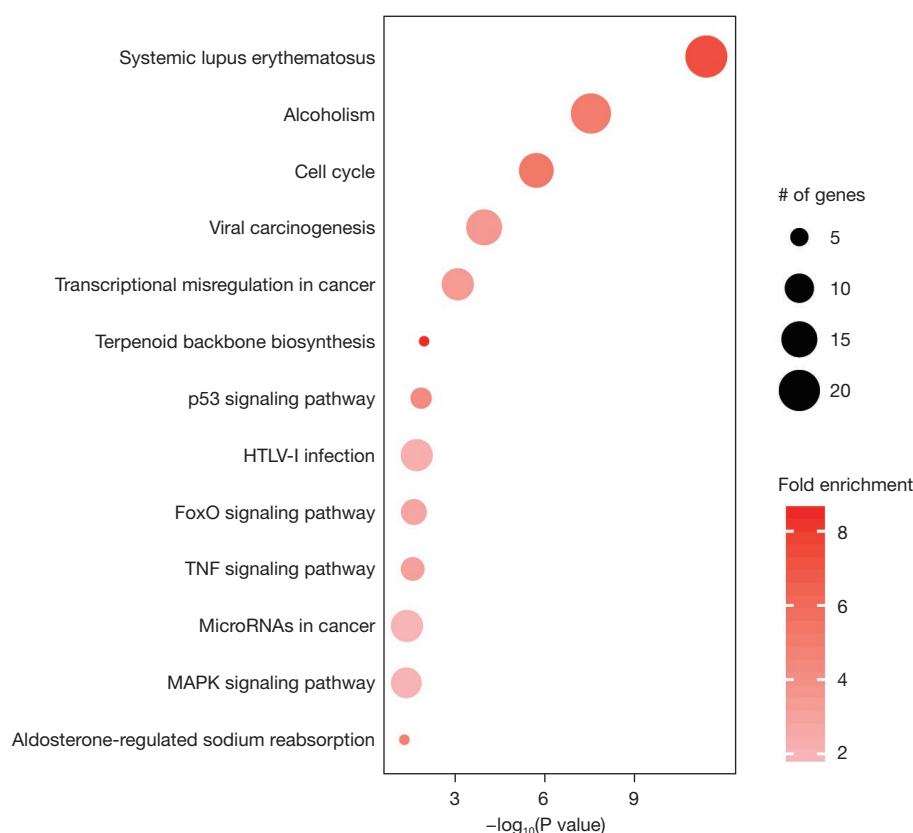 Systemic lupus erythematosus
Alcoholism
Cell cycle
Viral carcinogenesis
Transcriptional misregulation in cancer
Terpenoid backbone biosynthesis
p53 signaling pathway
HTLV-I infection
FoxO signaling pathway
TNF signaling pathway
MicroRNAs in cancer
MAPK signaling pathway
Aldosterone-regulated sodium reabsorption
3 6 9
−log₁₀(P value)
# of genes
5
10
15
20
Fold enrichment
8
6
4
2